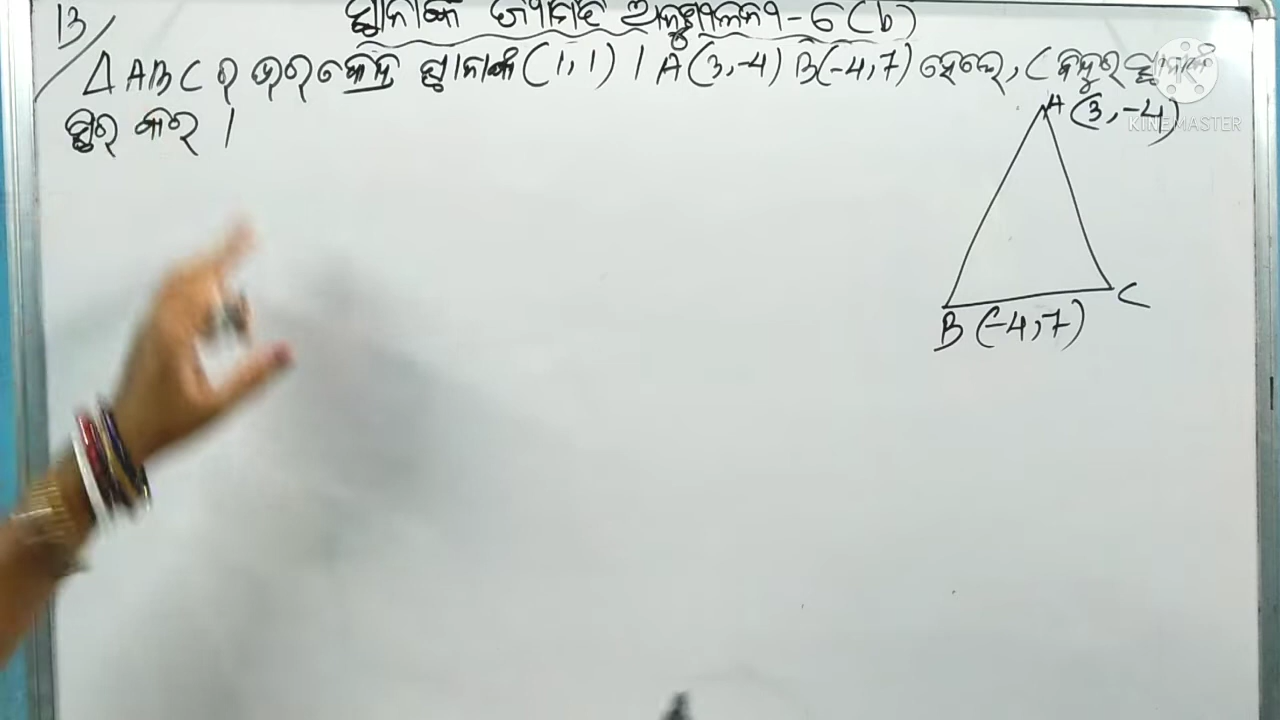 ସ୍ଥାନାଙ୍କ ଜ୍ୟାମିତି ଅନୁଶୀଳନୀ - 6(b)
13/ Δ ABC ର ଭରକେନ୍ଦ୍ର ସ୍ଥାନାଙ୍କ (1,1) । A (3,-4) B(-4,7) ହେଲେ, C ବିନ୍ଦୁର ସ୍ଥାନାଙ୍କ
ସ୍ଥିର କର ।
A (3,-4)
KINEMASTER
C
B (-4,7)